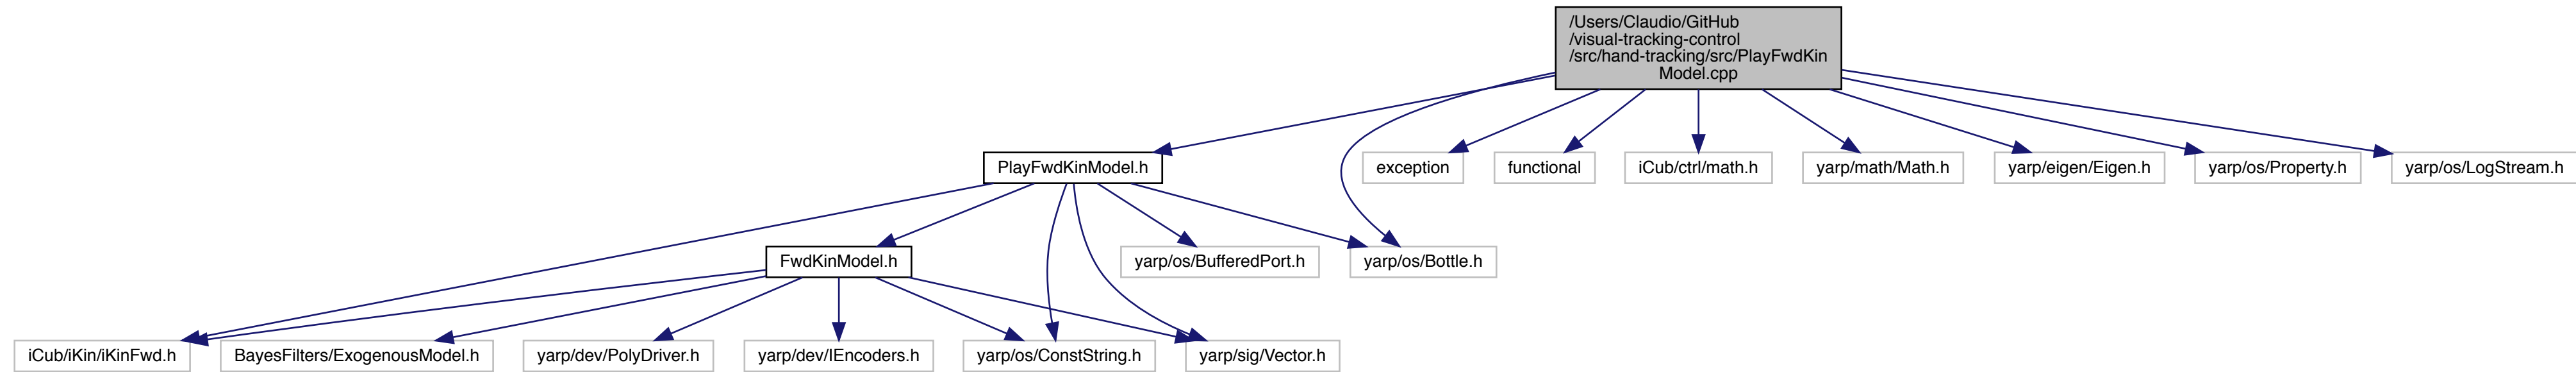 /Users/Claudio/GitHub
/visual-tracking-control
/src/hand-tracking/src/PlayFwdKin
Model.cpp
PlayFwdKinModel.h
exception
functional
iCub/ctrl/math.h
yarp/math/Math.h
yarp/eigen/Eigen.h
yarp/os/Property.h
yarp/os/LogStream.h
FwdKinModel.h
yarp/os/BufferedPort.h
yarp/os/Bottle.h
iCub/iKin/iKinFwd.h
BayesFilters/ExogenousModel.h
yarp/dev/PolyDriver.h
yarp/dev/IEncoders.h
yarp/os/ConstString.h
yarp/sig/Vector.h